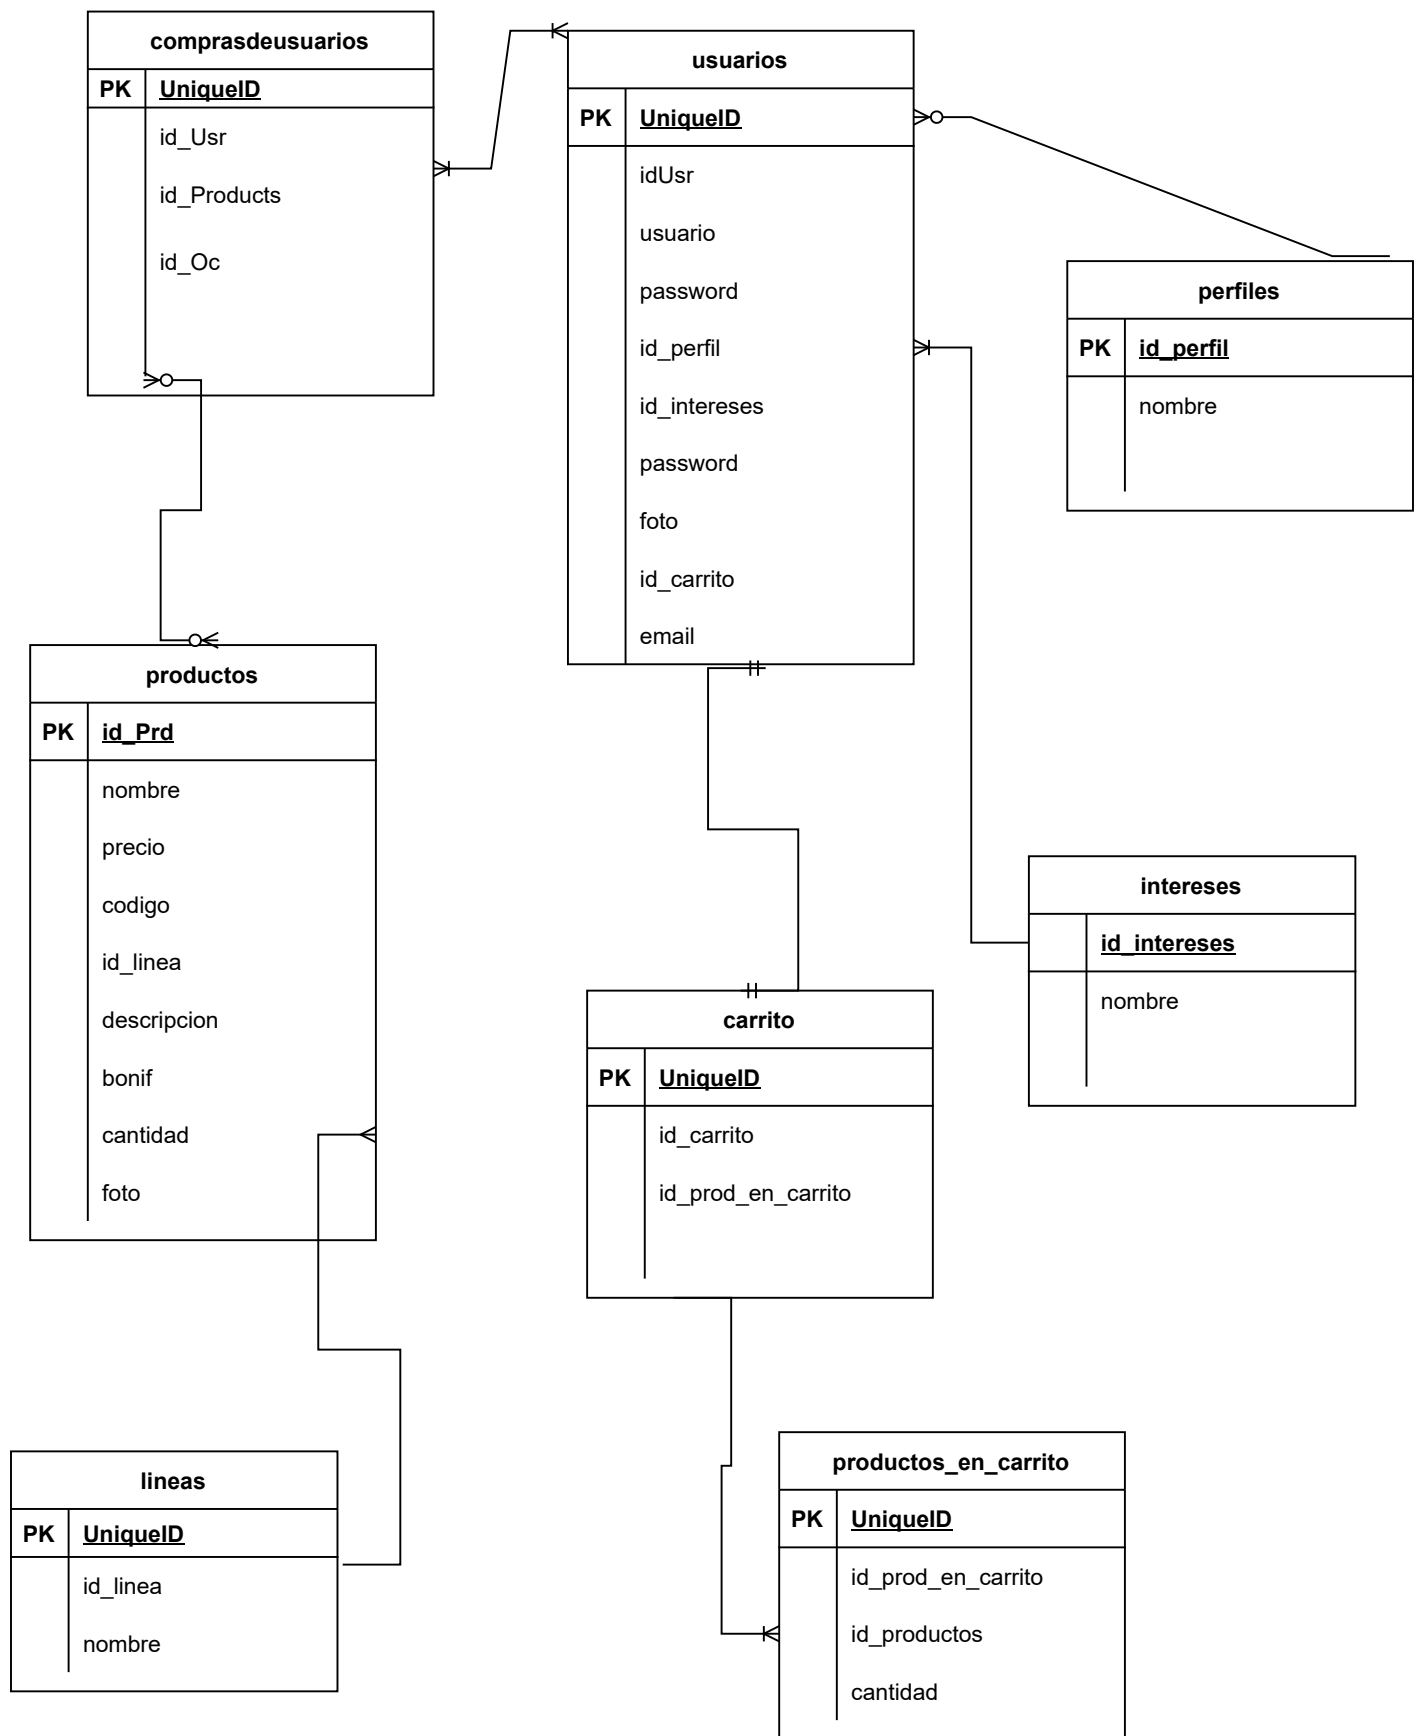 comprasdeusuarios
PK UniqueID
id_Usr
id_Products
id_Oc
usuarios
PK UniqueID
idUsr
usuario
password
id_perfil
id_intereses
password
foto
id_carrito
email
perfiles
PK id_perfil
nombre
productos
PK id_Prd
nombre
precio
codigo
id_linea
descripcion
bonif
cantidad
foto
intereses
id_intereses
nombre
carrito
PK UniqueID
id_carrito
id_prod_en_carrito
lineas
PK UniqueID
id_linea
nombre
productos_en_carrito
PK UniqueID
id_prod_en_carrito
id_productos
cantidad